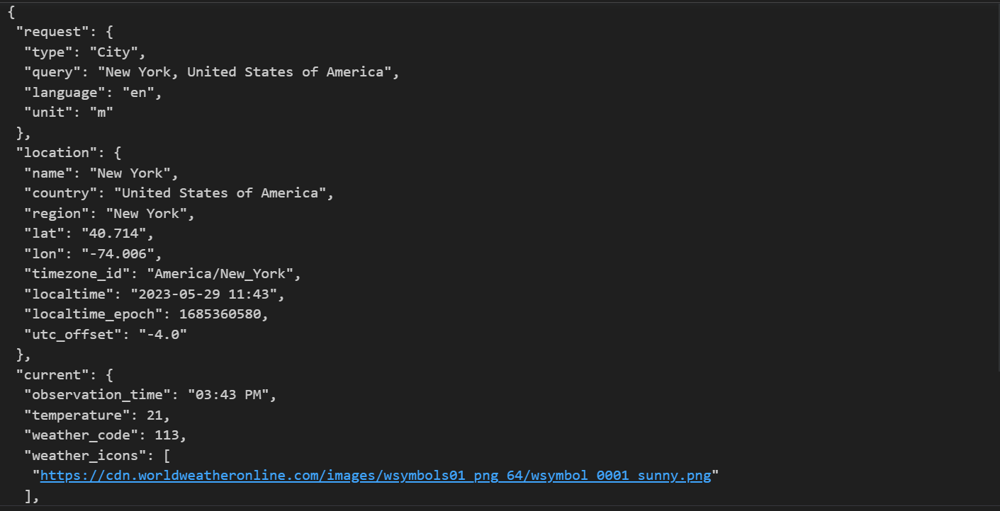 {
"request": {
"type": "City",
"query": "New York, United States of America",
"language": "en",
"unit": "m"
},
"location": {
"name": "New York",
"country": "United States of America",
"region": "New York",
"lat": "40.714",
"lon": "-74.006",
"timezone_id": "America/New_York",
"localtime": "2023-05-29 11:43",
"localtime_epoch": 1685360580,
"utc_offset": "-4.0"
},
"current": {
"observation_time": "03:43 PM",
"temperature": 21,
"weather_code": 113,
"weather_icons": [
"https://cdn.worldweatheronline.com/images/wsymbols01_png_64/wsymbol_0001_sunny.png"
],